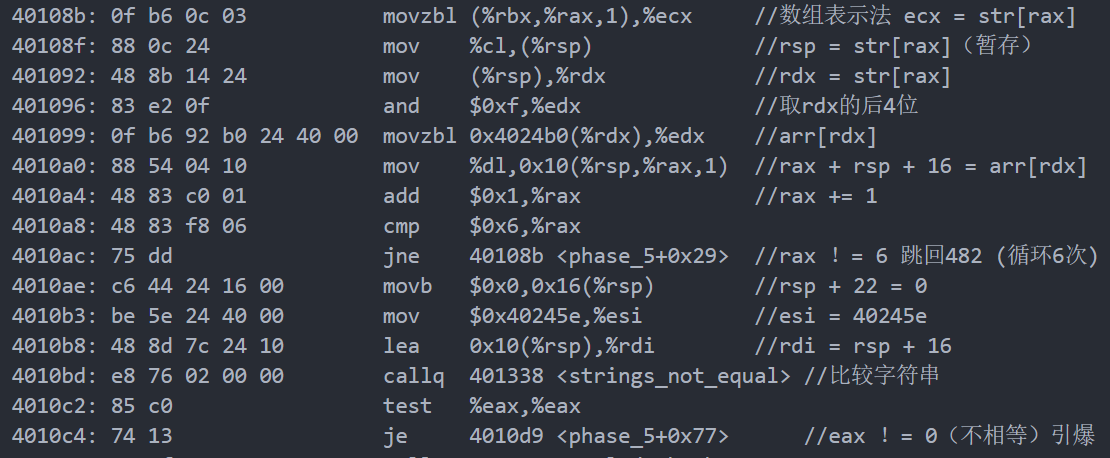 40108b: 0f b6 0c 03 movzbl (%rbx,%rax,1),%ecx //数组表示法 ecx = str[rax]
40108f: 88 0c 24 mov %cl,(%rsp) //rsp = str[rax]（暂存）
401092: 48 8b 14 24 mov (%rsp),%rdx //rdx = str[rax]
401096: 83 e2 0f and $0xf,%edx //取rdx的后4位
401099: 0f b6 92 b0 24 40 00 movzbl 0x4024b0(%rdx),%edx //arr[rdx]
4010a0: 88 54 04 10 mov %dl,0x10(%rsp,%rax,1) //rax + rsp + 16 = arr[rdx]
4010a4: 48 83 c0 01 add $0x1,%rax //rax += 1
4010a8: 48 83 f8 06 cmp $0x6,%rax
4010ac: 75 dd jne 40108b <phase_5+0x29> //rax ！= 6 跳回482 (循环6次)
4010ae: c6 44 24 16 00 movb $0x0,0x16(%rsp) //rsp + 22 = 0
4010b3: be 5e 24 40 00 mov $0x40245e,%esi //esi = 40245e
4010b8: 48 8d 7c 24 10 lea 0x10(%rsp),%rdi //rdi = rsp + 16
4010bd: e8 76 02 00 00 callq 401338 <strings_not_equal> //比较字符串
4010c2: 85 c0 test %eax,%eax
4010c4: 74 13 je 4010d9 <phase_5+0x77> //eax ！= 0（不相等）引爆